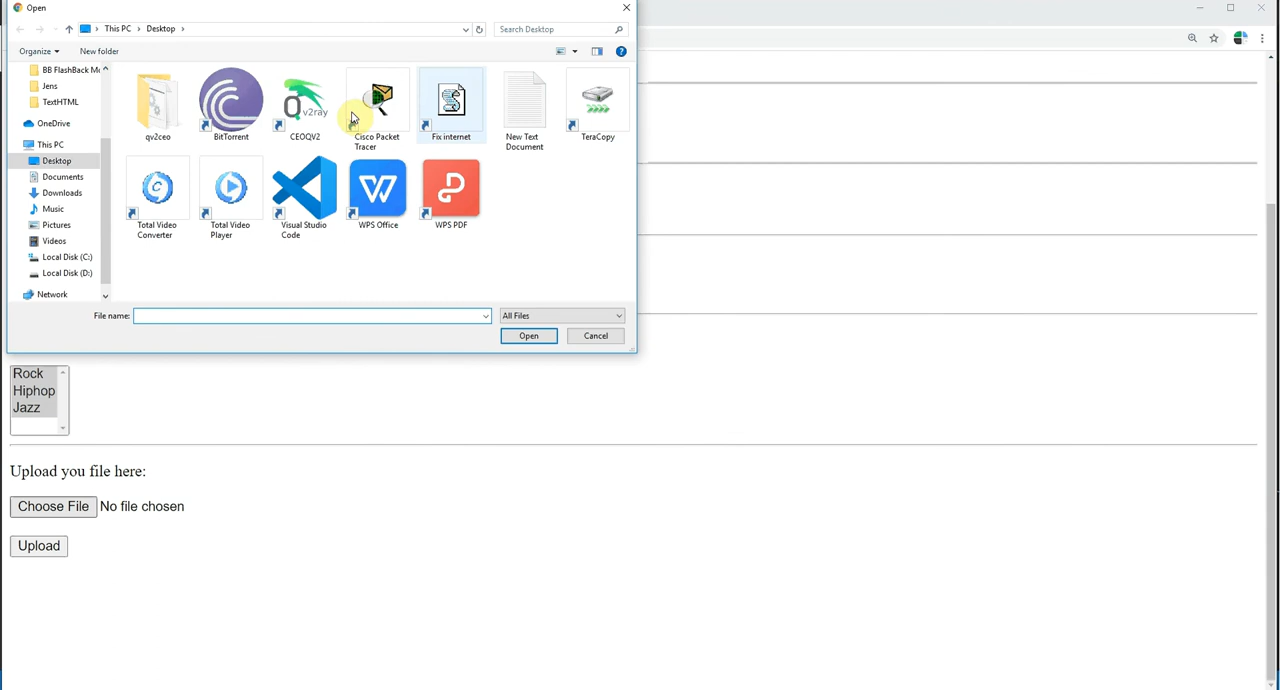 Open
This PC
Desktop
Search Desktop
Organize
New folder
BB FlashBack Mo
Jens
TextHTML
OneDrive
This PC
Desktop
Documents
Downloads
Music
Pictures
Videos
Local Disk (C:)
Local Disk (D:)
Network
qv2ceo
BitTorrent
v2ray
CEOQV2
Cisco Packet
Tracer
Fix internet
New Text
Document
TeraCopy
Total Video
Converter
Total Video
Player
Visual Studio
Code
WPS Office
WPS PDF
File name:
All Files
Open
Cancel
Rock
Hiphop
Jazz
Upload you file here:
Choose File No file chosen
Upload